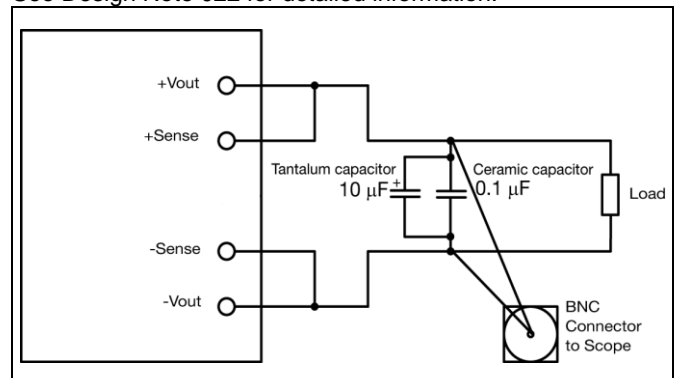 See Design Note 022 for detailed information.
+Vout
+Sense
Tantalum capacitor
10 µF
+
Ceramic capacitor
0.1 µF
Load
-Sense
-Vout
BNC
Connector
to Scope